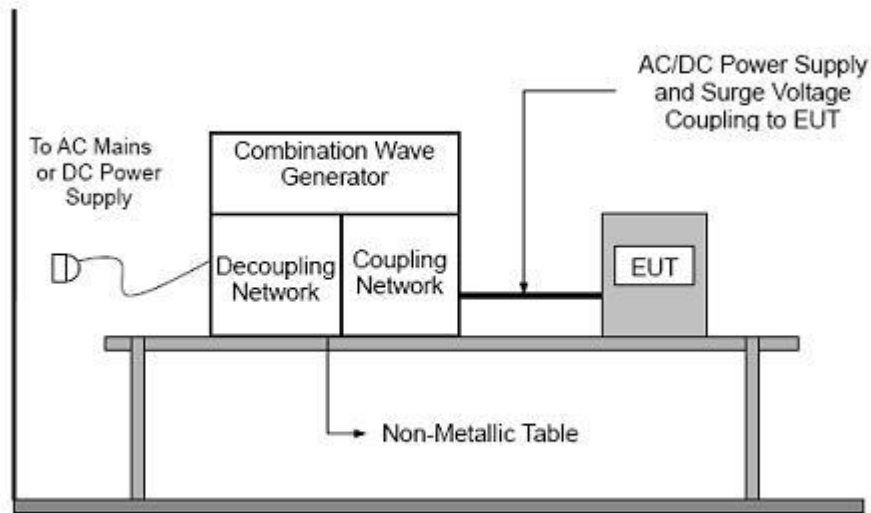 AC/DC Power Supply
and Surge Voltage
Coupling to EUT
To AC Mains
or DC Power
Supply
Combination Wave
Generator
Decoupling
Network
Coupling
Network
EUT
Non-Metallic Table